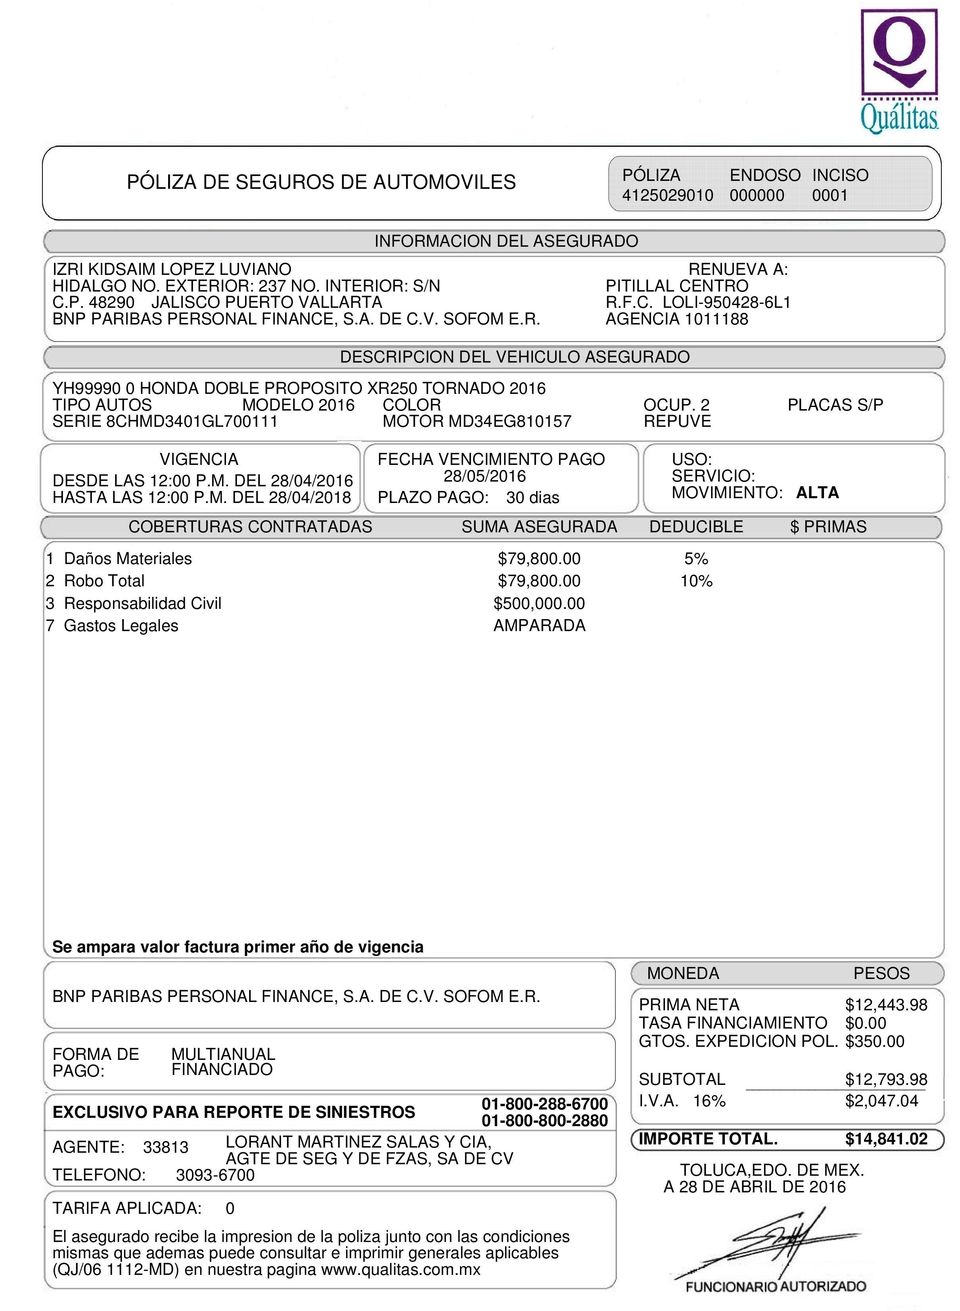 Q
Quálitas
PÓLIZA DE SEGUROS DE AUTOMOVILES
PÓLIZA ENDOSO INCISO
4125029010 000000 0001
INFORMACION DEL ASEGURADO
IZRI KIDSAIM LOPEZ LUVIANO RENUEVA A:
HIDALGO NO. EXTERIOR: 237 NO. INTERIOR: S/N PITILLAL CENTRO
C.P. 48290 JALISCO PUERTO VALLARTA R.F.C. LOLI-950428-6L1
BNP PARIBAS PERSONAL FINANCE, S.A. DE C.V. SOFOM E.R. AGENCIA 1011188
DESCRIPCION DEL VEHICULO ASEGURADO
YH99990 0 HONDA DOBLE PROPOSITO XR250 TORNADO 2016
TIPO AUTOS MODELO 2016 COLOR OCUP. 2 PLACAS S/P
SERIE 8CHMD3401GL700111 MOTOR MD34EG810157 REPUVE
VIGENCIA
DESDE LAS 12:00 P.M. DEL 28/04/2016
HASTA LAS 12:00 P.M. DEL 28/04/2018
FECHA VENCIMIENTO PAGO
28/05/2016
PLAZO PAGO: 30 dias
USO:
SERVICIO:
MOVIMIENTO: ALTA
COBERTURAS CONTRATADAS SUMA ASEGURADA DEDUCIBLE $ PRIMAS
1 Daños Materiales $79,800.00 5%
2 Robo Total $79,800.00 10%
3 Responsabilidad Civil $500,000.00
7 Gastos Legales AMPARADA
Se ampara valor factura primer año de vigencia
BNP PARIBAS PERSONAL FINANCE, S.A. DE C.V. SOFOM E.R.
FORMA DE PAGO: MULTIANUAL FINANCIADO
EXCLUSIVO PARA REPORTE DE SINIESTROS 01-800-288-6700
01-800-800-2880
AGENTE: 33813 LORANT MARTINEZ SALAS Y CIA,
AGTE DE SEG Y DE FZAS, SA DE CV
TELEFONO: 3093-6700
TARIFA APLICADA: 0
El asegurado recibe la impresion de la poliza junto con las condiciones
mismas que ademas puede consultar e imprimir generales aplicables
(QJ/06 1112-MD) en nuestra pagina www.qualitas.com.mx
MONEDA PESOS
PRIMA NETA $12,443.98
TASA FINANCIAMIENTO $0.00
GTOS. EXPEDICION POL. $350.00
SUBTOTAL $12,793.98
I.V.A. 16% $2,047.04
IMPORTE TOTAL. $14,841.02
TOLUCA,EDO. DE MEX.
A 28 DE ABRIL DE 2016
FUNCIONARIO AUTORIZADO